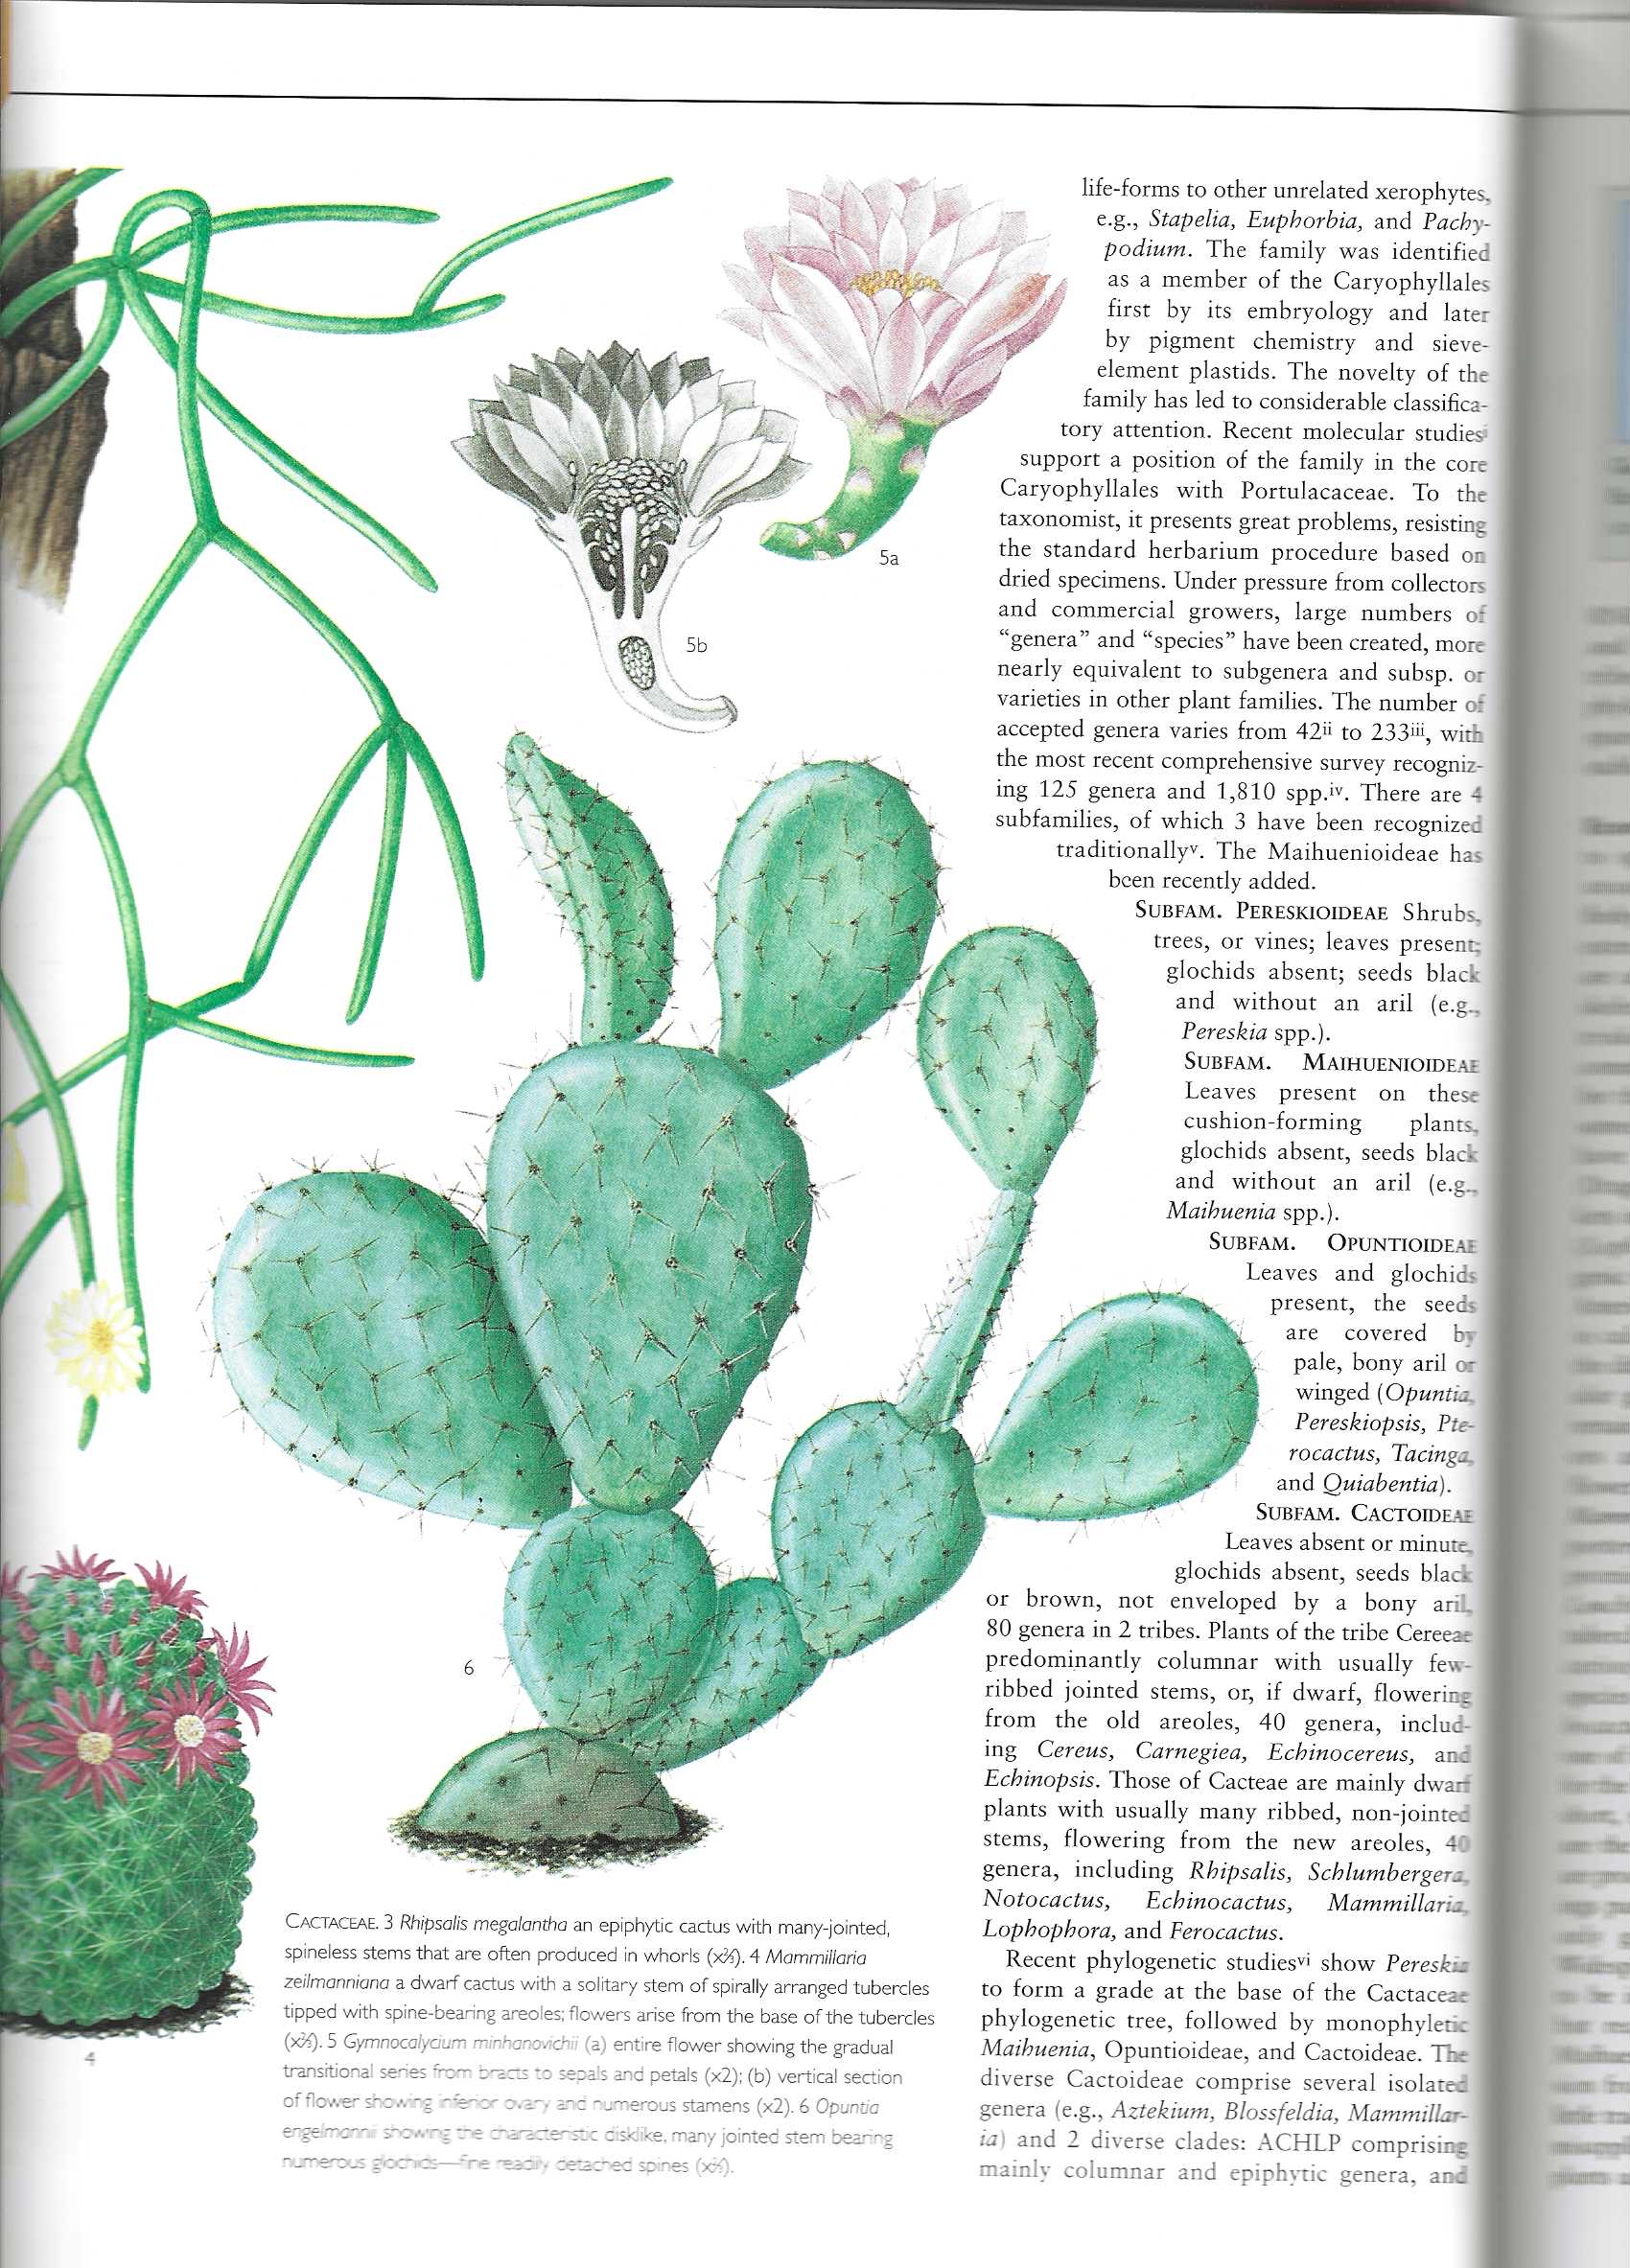 life-forms to other unrelated xerophytes,
e.g., Stapelia, Euphorbia, and Pachy-
podium. The family was identified
as a member of the Caryophyllales
first by its embryology and later
by pigment chemistry and sieve-
element plastids. The novelty of the
family has led to considerable classifica-
tory attention. Recent molecular studiesⁱ
support a position of the family in the core
Caryophyllales with Portulacaceae. To the
taxonomist, it presents great problems, resisting
the standard herbarium procedure based on
dried specimens. Under pressure from collectors
and commercial growers, large numbers of
“genera” and “species” have been created, more
nearly equivalent to subgenera and subsp. or
varieties in other plant families. The number of
accepted genera varies from 42ⁱⁱ to 233ⁱⁱⁱ, with
the most recent comprehensive survey recogniz-
ing 125 genera and 1,810 spp.ⁱᵛ. There are 4
subfamilies, of which 3 have been recognized
traditionallyᵛ. The Maihuenioideae has
been recently added.
SUBFAM. PERESKIOIDEAE Shrubs,
trees, or vines; leaves present;
glochids absent; seeds black
and without an aril (e.g.,
Pereskia spp.).
SUBFAM. MAIHUENIOIDEAE
Leaves present on these
cushion-forming plants,
glochids absent, seeds black
and without an aril (e.g.,
Maihuenia spp.).
SUBFAM. OPUNTIOIDEAE
Leaves and glochids
present, the seeds
are covered by
pale, bony aril or
winged (Opuntia,
Pereskiopsis, Pte-
rocactus, Tacinga,
and Quiabentia).
SUBFAM. CACTOIDEAE
Leaves absent or minute,
glochids absent, seeds black
or brown, not enveloped by a bony aril,
80 genera in 2 tribes. Plants of the tribe Cereeae
predominantly columnar with usually few-
ribbed jointed stems, or, if dwarf, flowering
from the old areoles, 40 genera, includ-
ing Cereus, Carnegiea, Echinocereus, and
Echinopsis. Those of Cacteae are mainly dwarf
plants with usually many ribbed, non-jointed
stems, flowering from the new areoles, 40
genera, including Rhipsalis, Schlumbergera,
Notocactus, Echinocactus, Mammillaria,
Lophophora, and Ferocactus.
Recent phylogenetic studiesᵛⁱ show Pereskia
to form a grade at the base of the Cactaceae
phylogenetic tree, followed by monophyletic
Maihuenia, Opuntioideae, and Cactoideae. The
diverse Cactoideae comprise several isolated
genera (e.g., Aztekium, Blossfeldia, Mammillar-
ia) and 2 diverse clades: ACHLP comprising
mainly columnar and epiphytic genera, and
5a
5b
6
4
CACTACEAE. 3 Rhipsalis megalantha an epiphytic cactus with many-jointed,
spineless stems that are often produced in whorls (x⅔). 4 Mammillaria
zeilmanniana a dwarf cactus with a solitary stem of spirally arranged tubercles
tipped with spine-bearing areoles; flowers arise from the base of the tubercles
(x⅔). 5 Gymnocalycium minhanovichii (a) entire flower showing the gradual
transitional series from bracts to sepals and petals (x2); (b) vertical section
of flower showing inferior ovary and numerous stamens (x2). 6 Opuntia
engelmannii showing the characteristic disklike, many jointed stem bearing
numerous glochids—fine readily detached spines